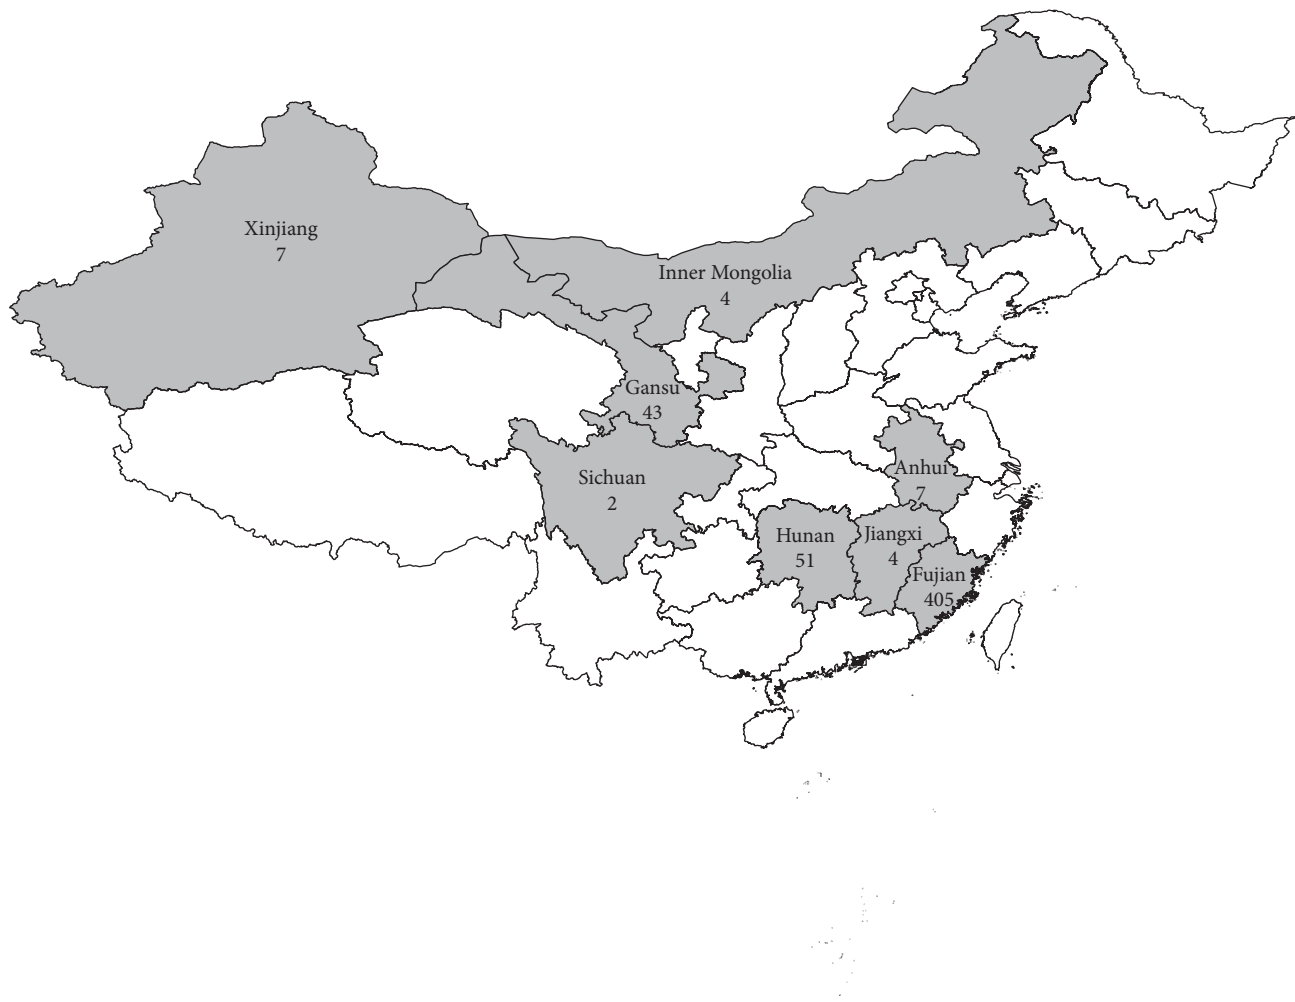 Xinjiang
7
Inner Mongolia
4
Gansu
43
Sichuan
2
Anhui
7
Hunan
51
Jiangxi
4
Fujian
405